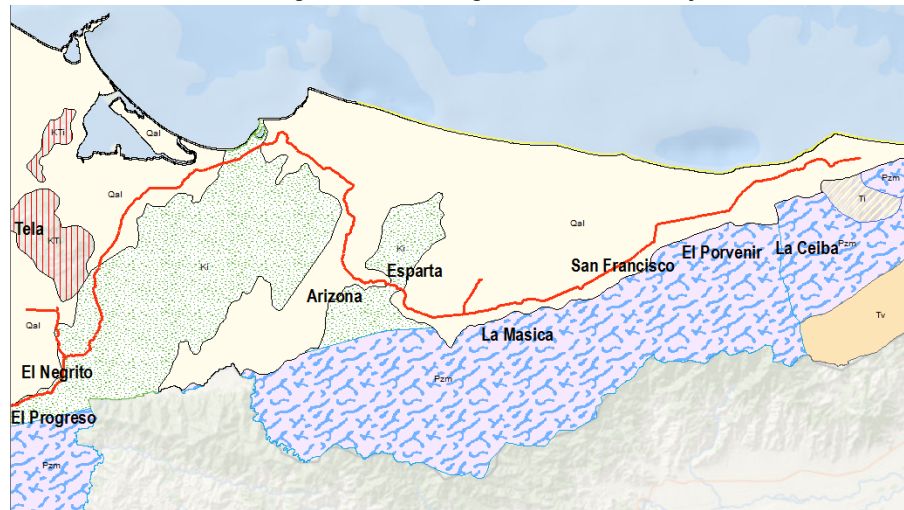 KTi
Qal
Qal
Tela
KTi
Ki
Qal
Ki
Esparta
Arizona
San Francisco
El Porvenir
La Ceiba
Pzm
Ti
Pzm
Tv
Qal
La Masica
El Negrito
Pzm
El Progreso
Pzm